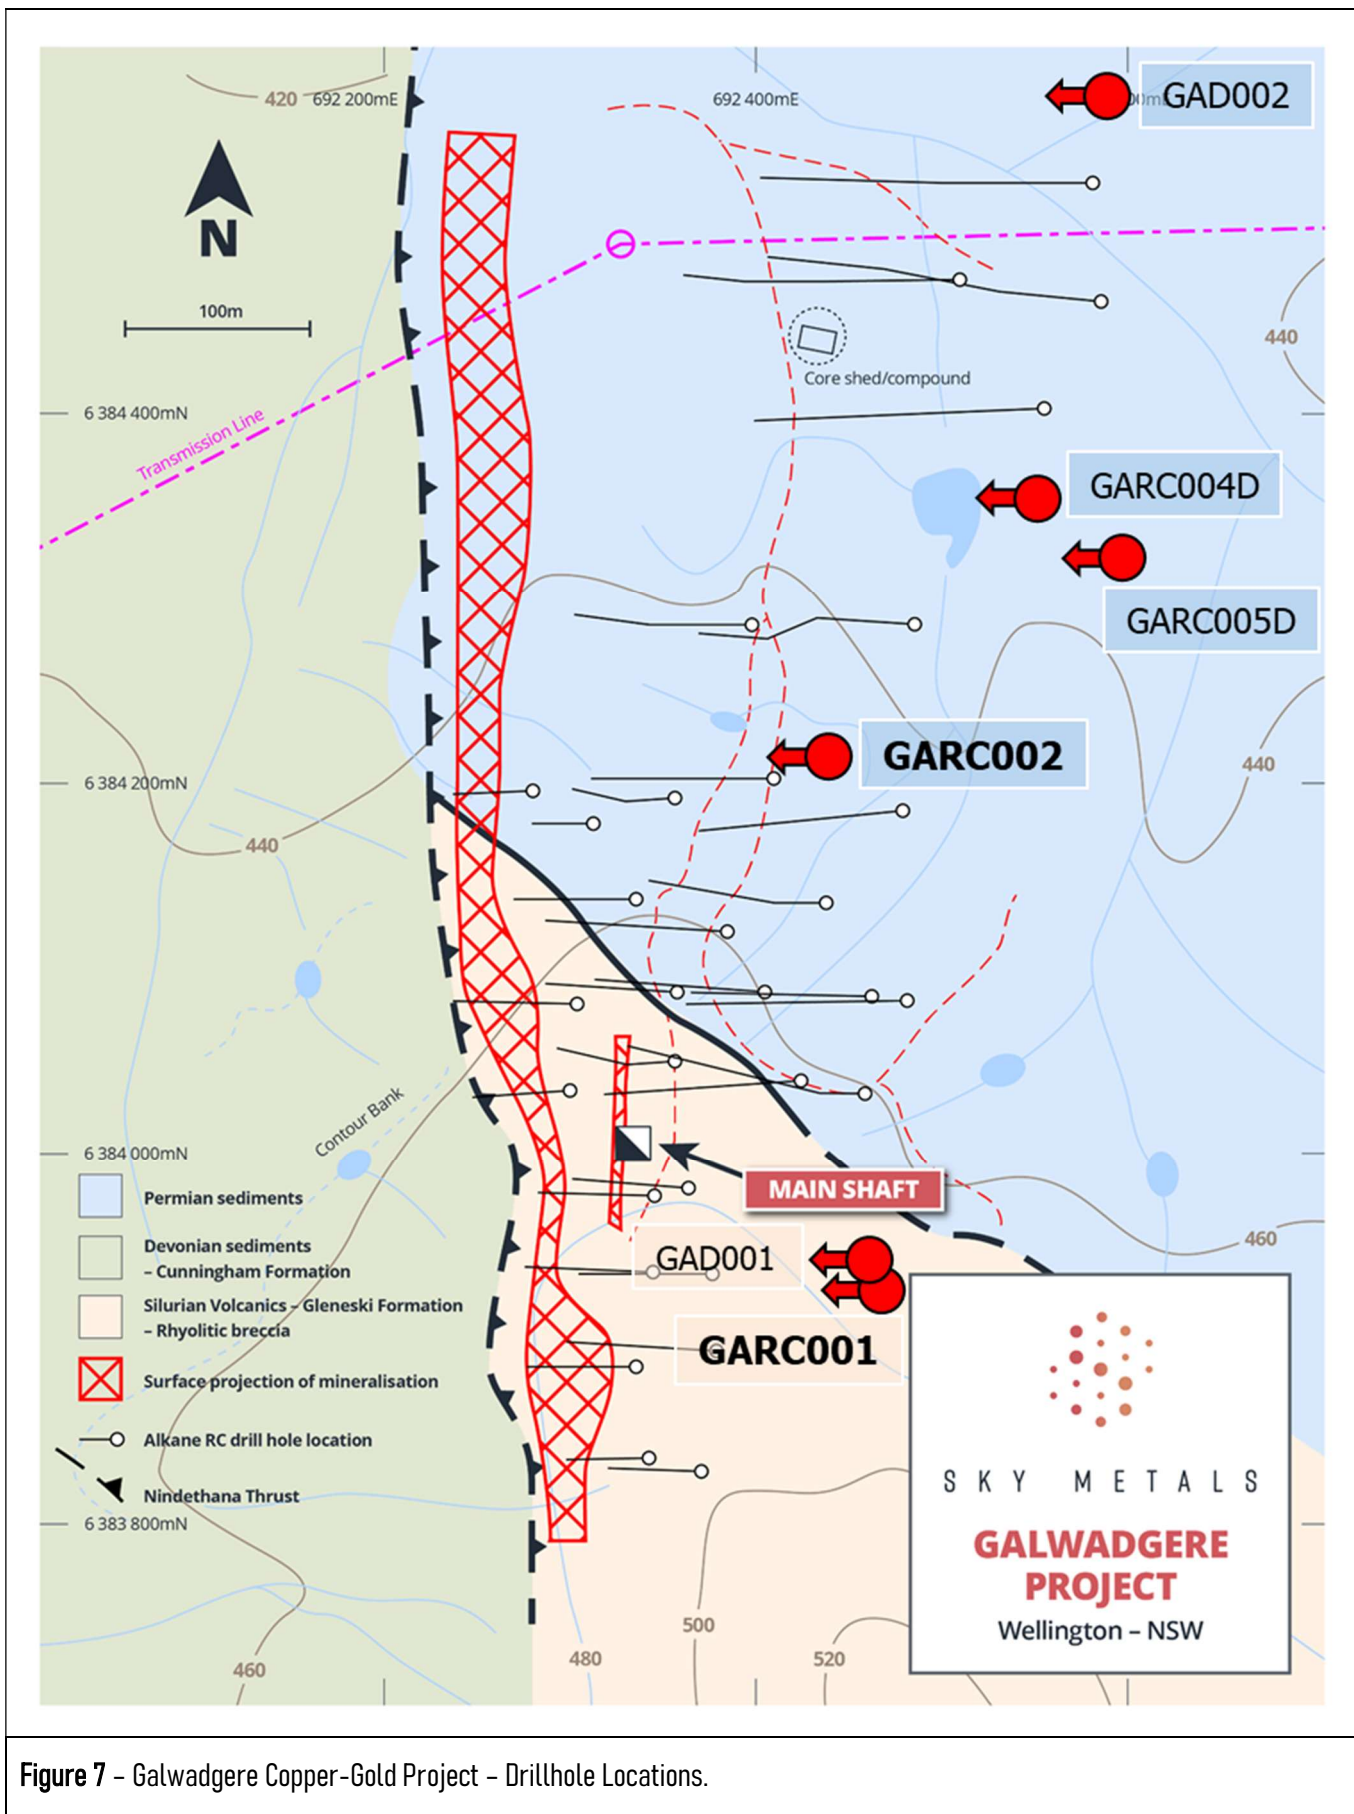 420
692 200mE
692 400mE
GAD002
N
100m
440
Core shed/compound
6 384 400mN
Transmission Line
GARC004D
GARC005D
GARC002
440
6 384 200mN
440
Contour Bank
6 384 000mN
MAIN SHAFT
Permian sediments
460
Devonian sediments
– Cunningham Formation
GAD001
Silurian Volcanics – Gleneski Formation
– Rhyolitic breccia
GARC001
Surface projection of mineralisation
Alkane RC drill hole location
Nindethana Thrust
6 383 800mN
SKY METALS
GALWADGERE
PROJECT
Wellington – NSW
500
480
520
460
Figure 7 – Galwadgere Copper-Gold Project – Drillhole Locations.